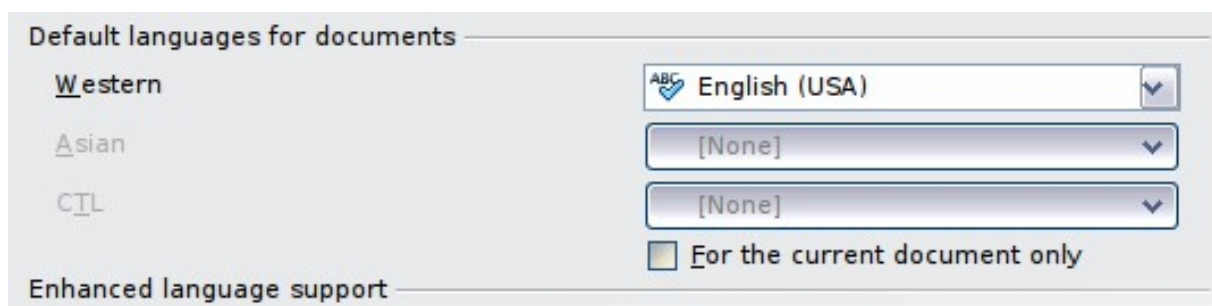 Default languages for documents
Western ABC English (USA)
Asian [None]
CTL [None]
For the current document only
Enhanced language support